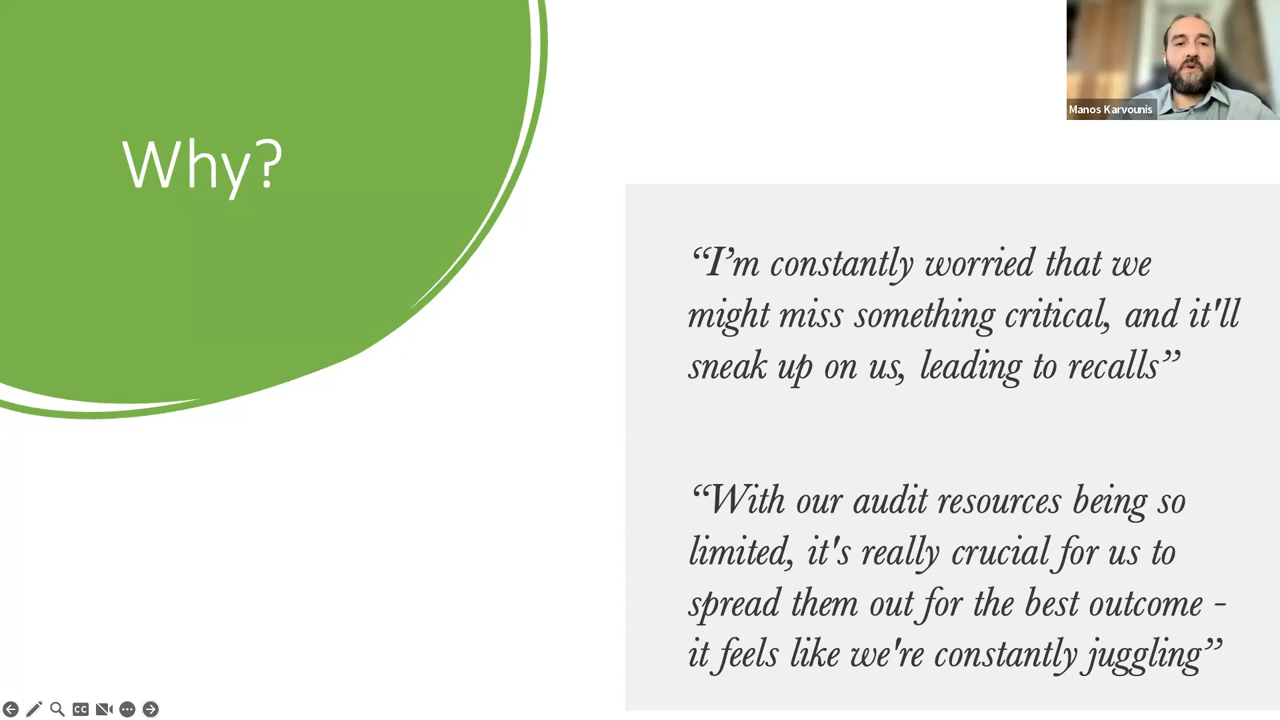 Why?
Manos Karvounis
“I’m constantly worried that we
might miss something critical, and it'll
sneak up on us, leading to recalls”
“With our audit resources being so
limited, it's really crucial for us to
spread them out for the best outcome -
it feels like we're constantly juggling”
CC